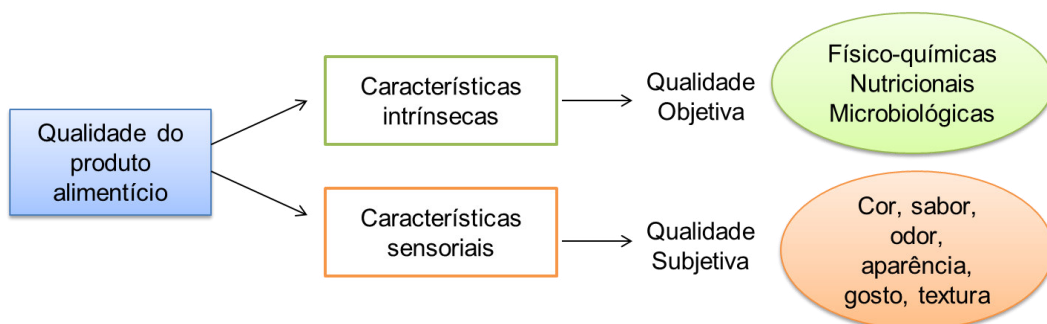 Qualidade do
produto
alimentício
Características
intrínsecas
Qualidade
Objetiva
Físico-químicas
Nutricionais
Microbiológicas
Características
sensoriais
Qualidade
Subjetiva
Cor, sabor,
odor,
aparência,
gosto, textura